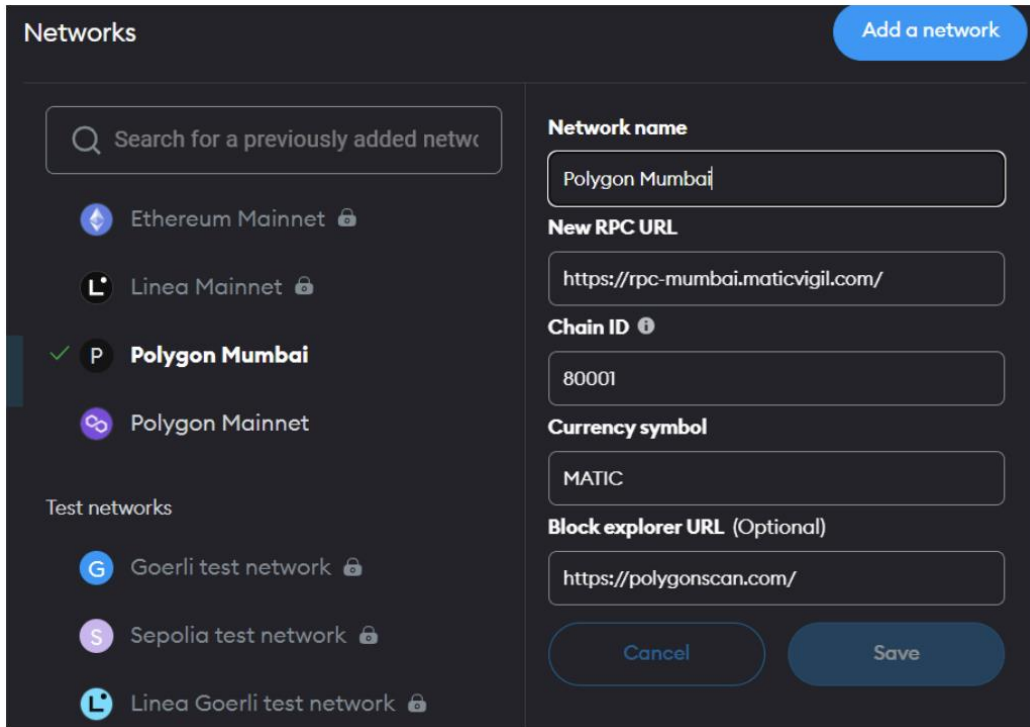 Networks
Add a network
Search for a previously added netwo
Ethereum Mainnet
Linea Mainnet
P Polygon Mumbai
Polygon Mainnet
Test networks
G Goerli test network
S Sepolia test network
L Linea Goerli test network
Network name
Polygon Mumbai
New RPC URL
https://rpc-mumbai.maticvigil.com/
Chain ID
80001
Currency symbol
MATIC
Block explorer URL (Optional)
https://polygonscan.com/
Cancel
Save